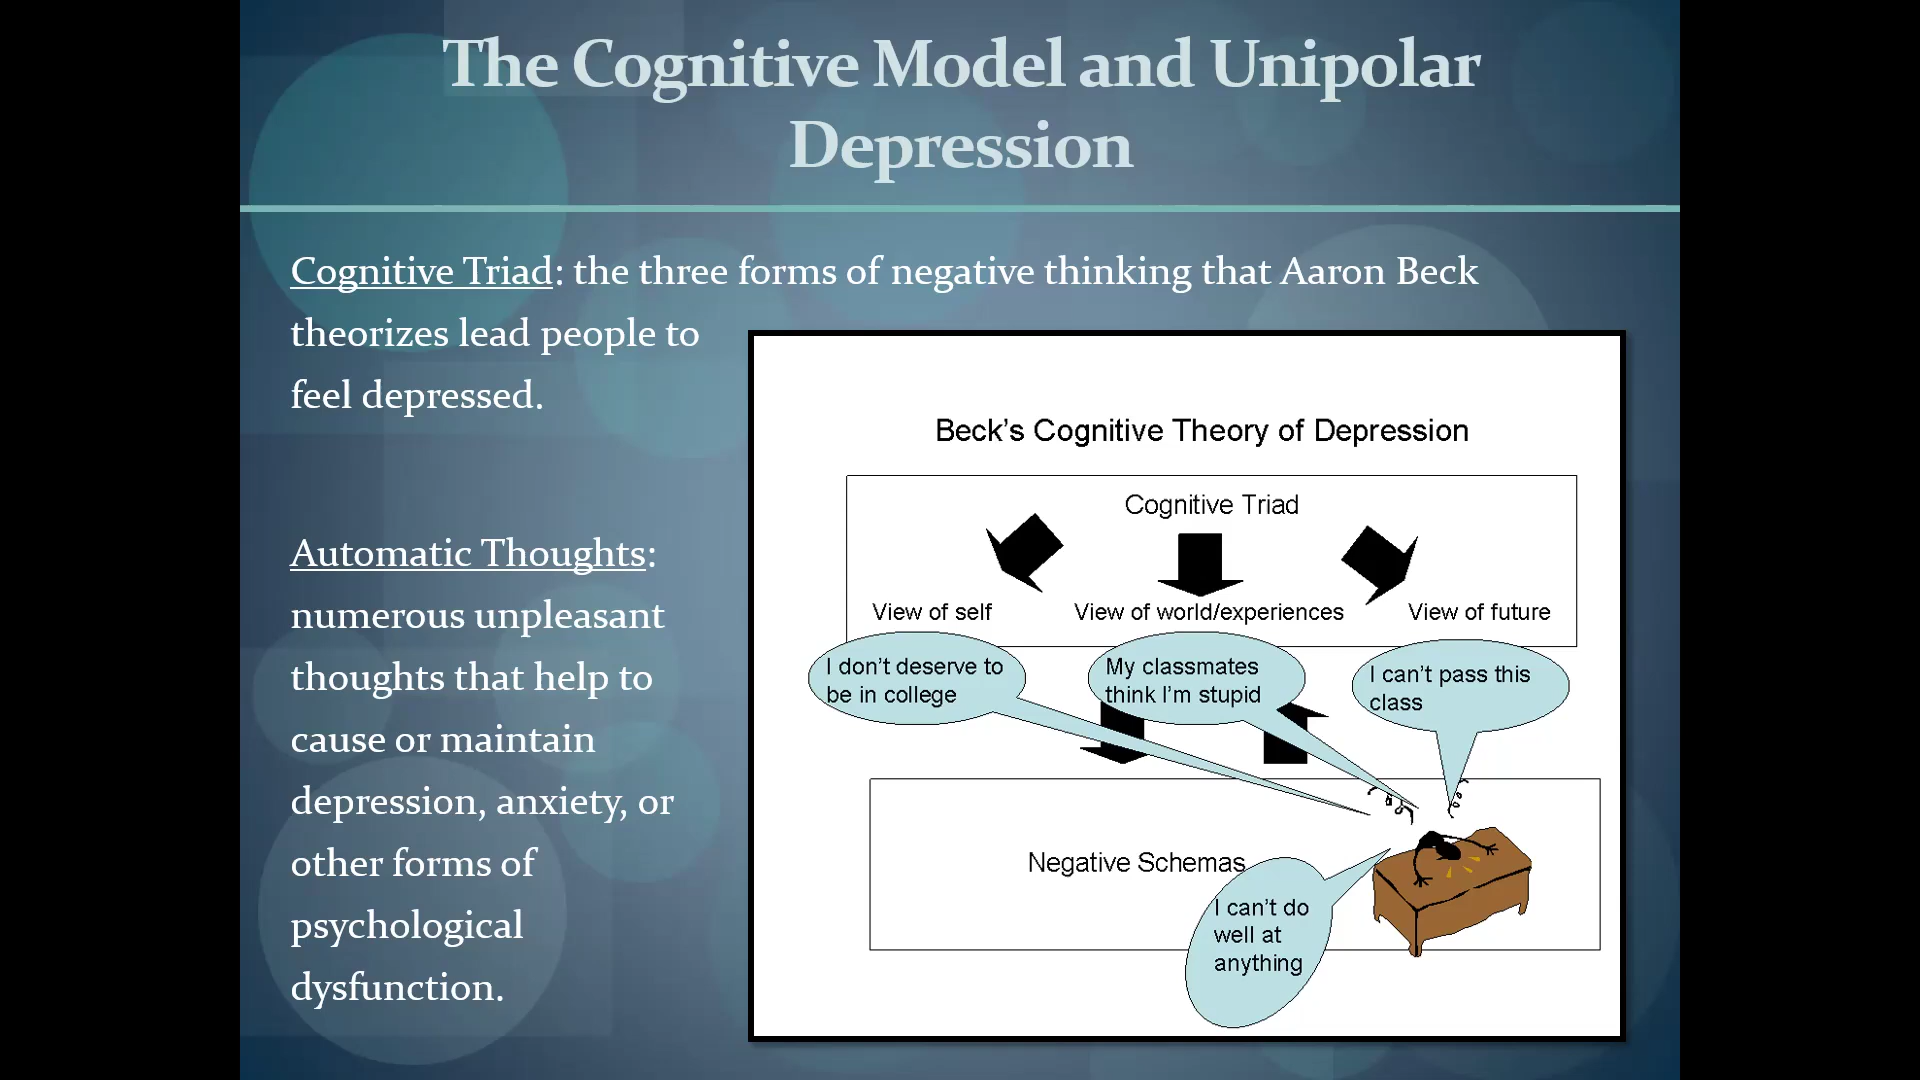 The Cognitive Model and Unipolar
Depression
Cognitive Triad: the three forms of negative thinking that Aaron Beck
theorizes lead people to
feel depressed.
Automatic Thoughts:
numerous unpleasant
thoughts that help to
cause or maintain
depression, anxiety, or
other forms of
psychological
dysfunction.
Beck's Cognitive Theory of Depression
Cognitive Triad
View of self
View of world/experiences
View of future
I don't deserve to
be in college
My classmates
think I'm stupid
I can't pass this
class
Negative Schemas
I can't do
well at
anything